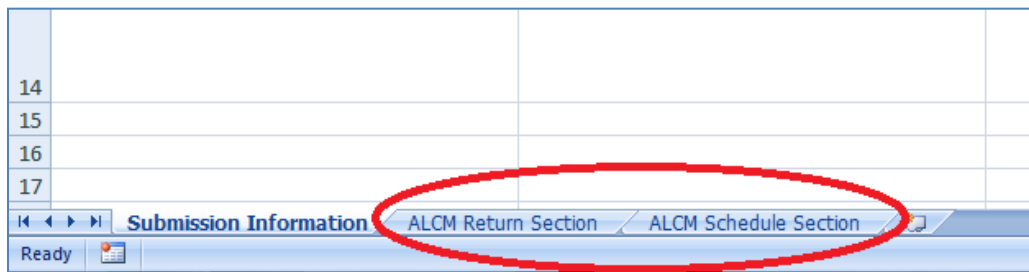 14
15
16
17
Submission Information ALCM Return Section ALCM Schedule Section
Ready